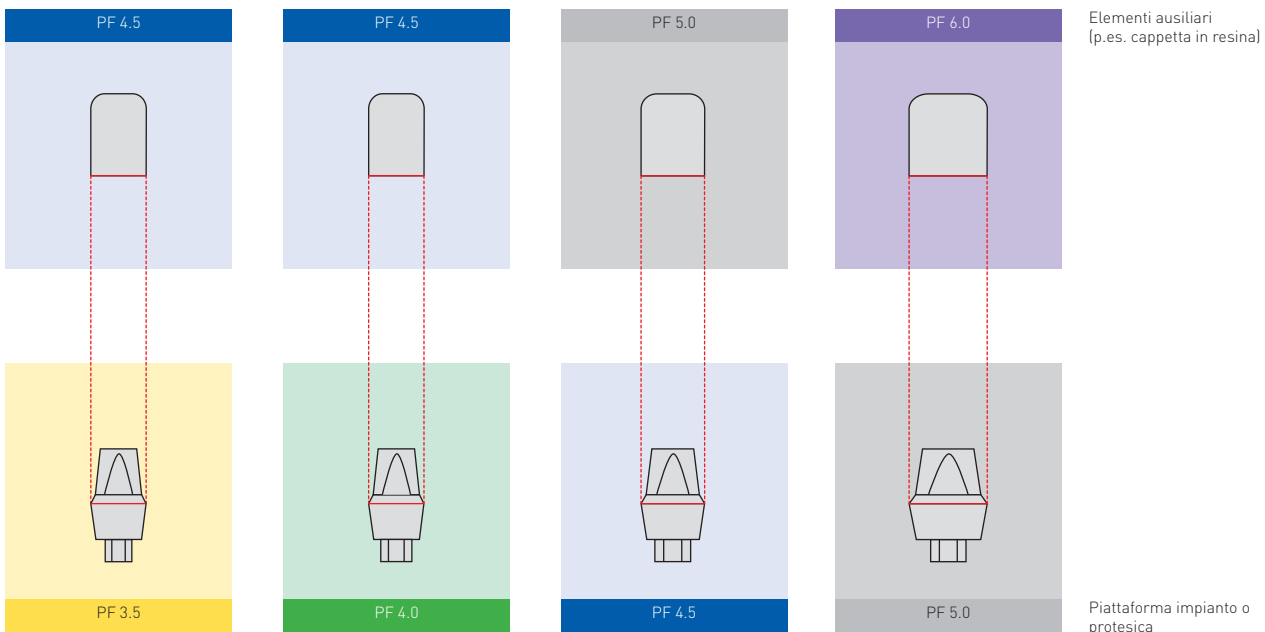 PF 4.5
PF 4.5
PF 5.0
PF 6.0
Elementi ausiliari
(p.es. cappetta in resina)
PF 3.5
PF 4.0
PF 4.5
PF 5.0
Piattaforma impianto o
protesica